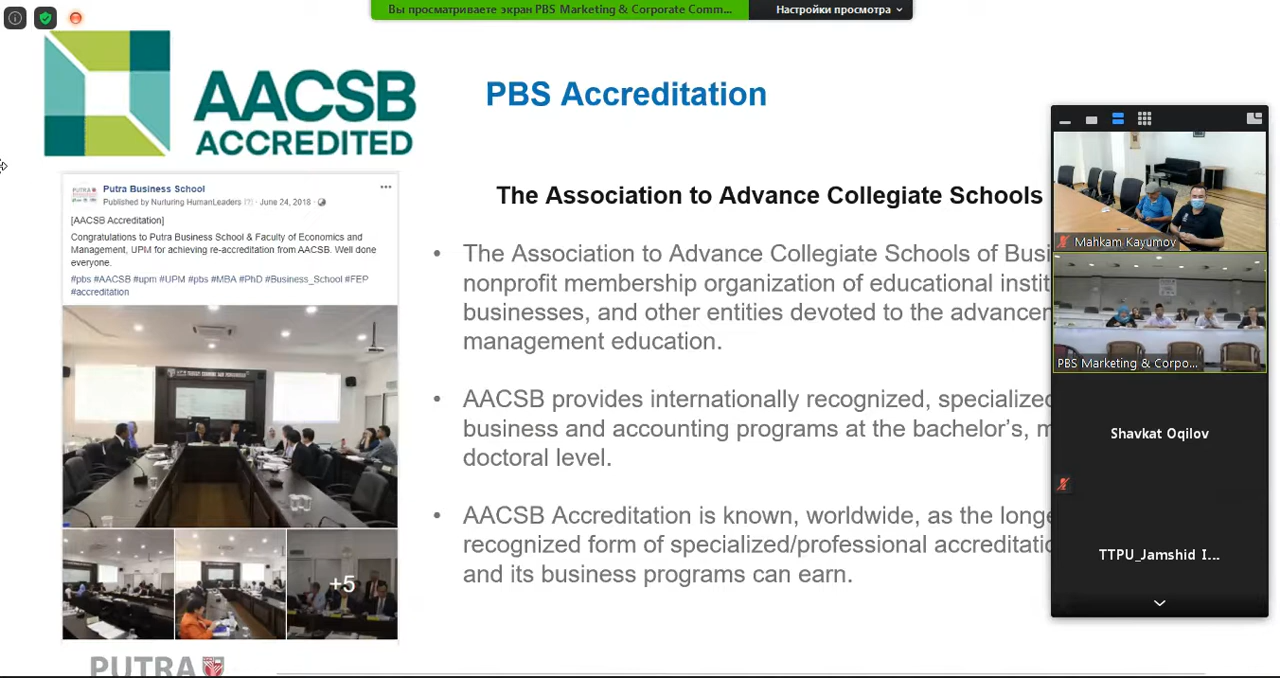 Вы просматриваете экран PBS Marketing & Corporate Comm...
Настройки просмотра
AACSB
ACCREDITED
PBS Accreditation
Putra Business School
Published by Nurturing HumanLeaders [?] · June 24, 2018 ·
[AACSB Accreditation]
Congratulations to Putra Business School & Faculty of Economics and
Management, UPM for achieving re-accreditation from AACSB. Well done
everyone.
#pbs #AACSB #upm #UPM #pbs #MBA #PhD #Business_School #FEP
#accreditation
+5
PUTRA
The Association to Advance Collegiate Schools
• The Association to Advance Collegiate Schools of Busi
nonprofit membership organization of educational instit
businesses, and other entities devoted to the advancem
management education.
• AACSB provides internationally recognized, specialized
business and accounting programs at the bachelor's, m
doctoral level.
• AACSB Accreditation is known, worldwide, as the longe
recognized form of specialized/professional accreditatio
and its business programs can earn.
Mahkam Kayumov
PBS Marketing & Corpo...
Shavkat Oqilov
TTPU_Jamshid I...